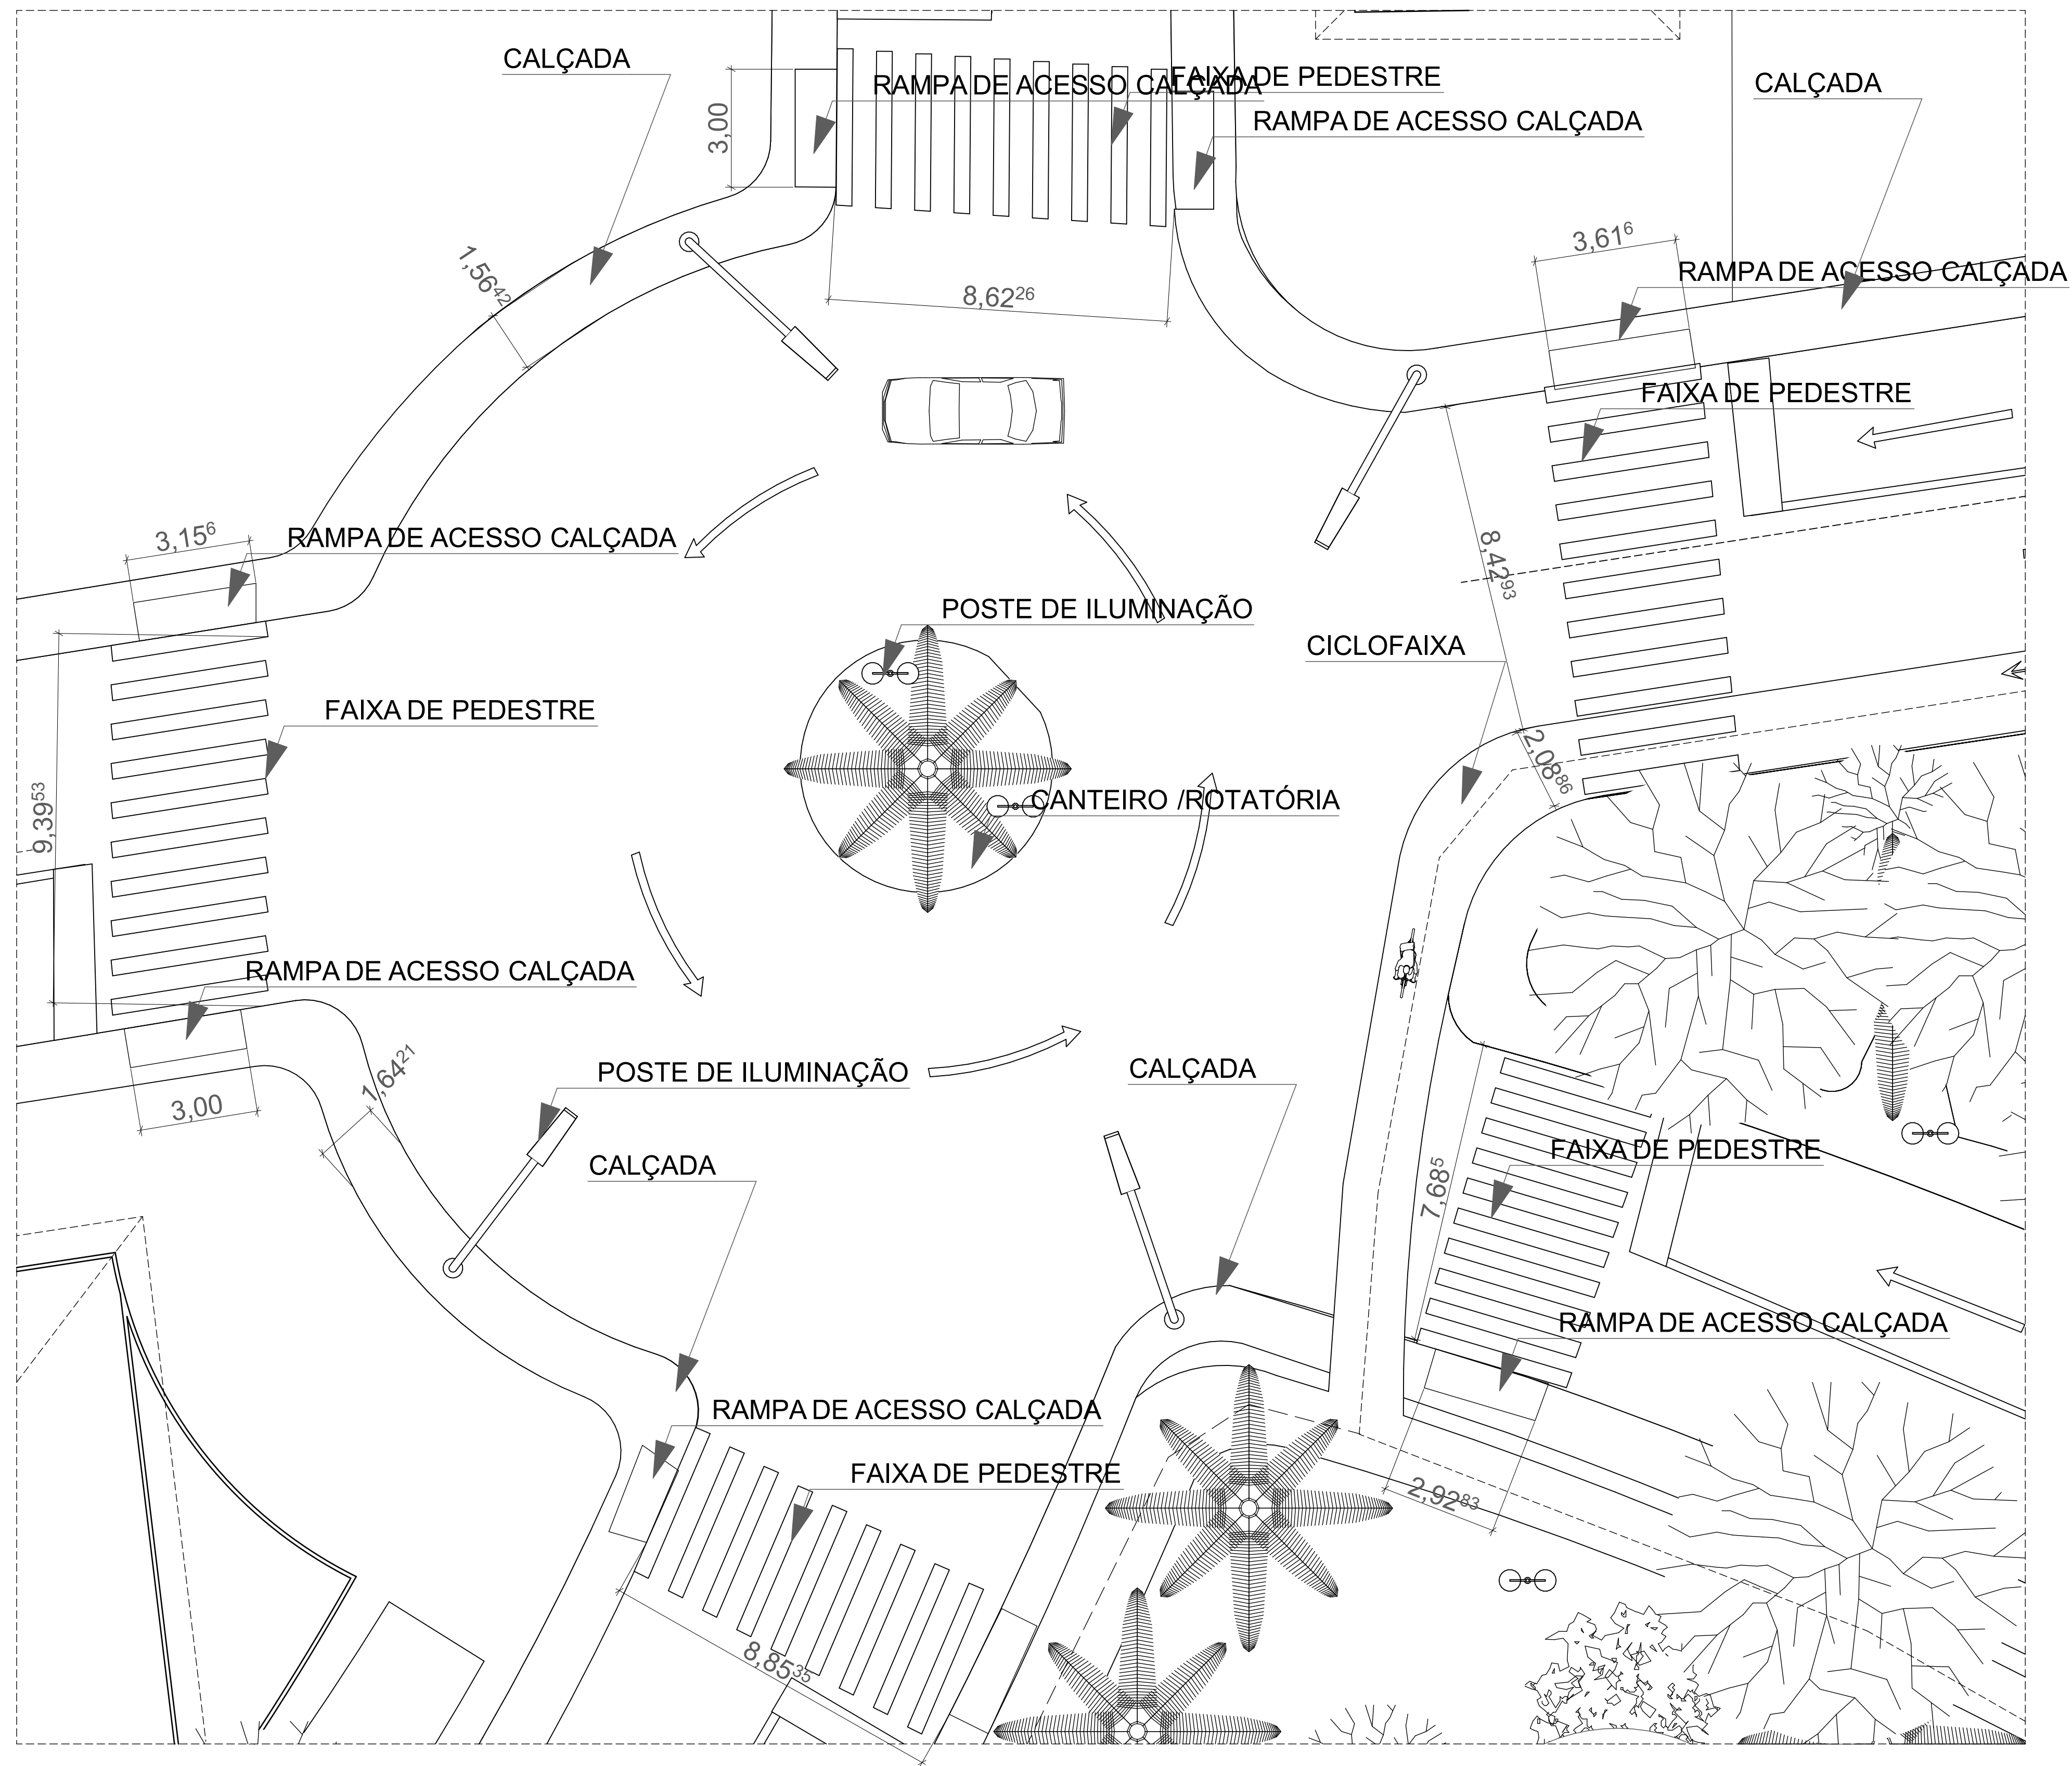 CALÇADA
RAMPA DE ACESSO CALÇADA
FAIXA DE PEDESTRE
CALÇADA
3,00
RAMPA DE ACESSO CALÇADA
3,61⁶
1,56⁴²
RAMPA DE ACESSO CALÇADA
8,62²⁶
FAIXA DE PEDESTRE
3,15⁶
RAMPA DE ACESSO CALÇADA
8,42⁹³
POSTE DE ILUMINAÇÃO
CICLOFAIXA
FAIXA DE PEDESTRE
2,08⁸⁶
CANTEIRO /ROTATÓRIA
9,39⁵³
RAMPA DE ACESSO CALÇADA
POSTE DE ILUMINAÇÃO
CALÇADA
1,64²¹
3,00
FAIXA DE PEDESTRE
CALÇADA
7,68⁵
RAMPA DE ACESSO CALÇADA
RAMPA DE ACESSO CALÇADA
FAIXA DE PEDESTRE
2,92⁸³
8,85³⁵